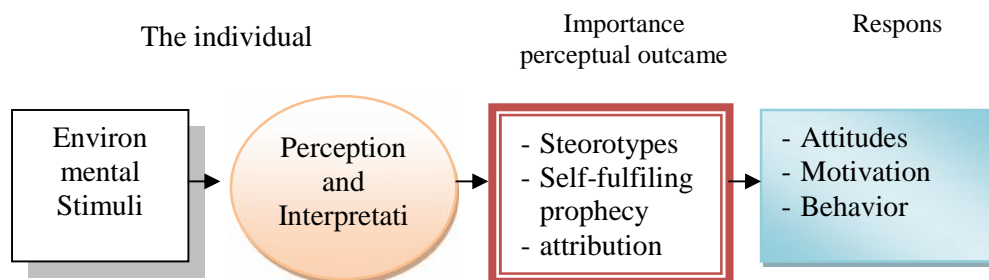 The individual
Importance
perceptual outcome
Respons
Environ
mental
Stimuli
Perception
and
Interpretati
- Steorotypes
- Self-fulfiling
prophecy
- attribution
- Attitudes
- Motivation
- Behavior